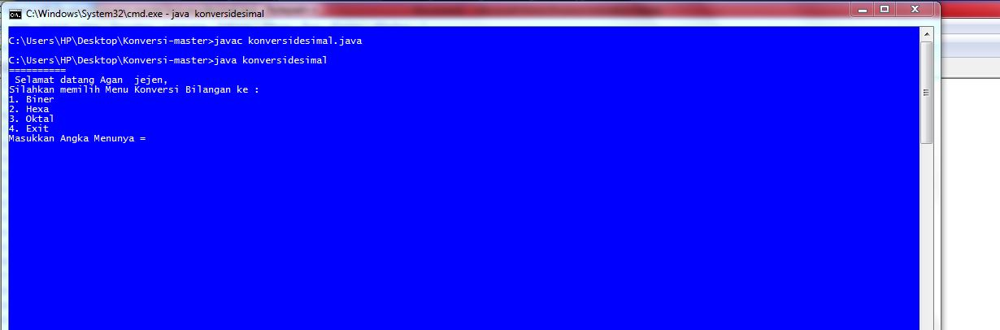 C:\Windows\System32\cmd.exe - java  konversidesimal
C:\Users\HP\Desktop\Konversi-master>javac konversidesimal.java
C:\Users\HP\Desktop\Konversi-master>java konversidesimal
==========
 Selamat datang Agan  jejen,
Silahkan memilih Menu Konversi Bilangan ke :
1. Biner
2. Hexa
3. Oktal
4. Exit
Masukkan Angka Menunya =